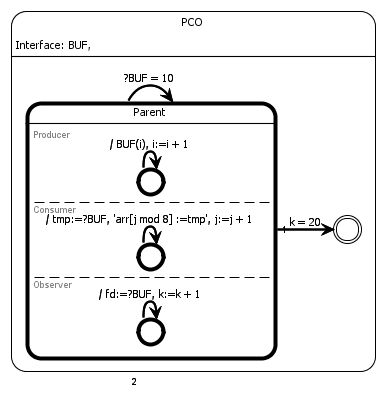 PCO
Interface: BUF,
?BUF = 10
Parent
Producer
/ BUF(i), i:=i + 1
Consumer
/ tmp:=?BUF, 'arr[j mod 8] :=tmp', j:=j + 1
k = 20
Observer
/ fd:=?BUF, k:=k + 1
2